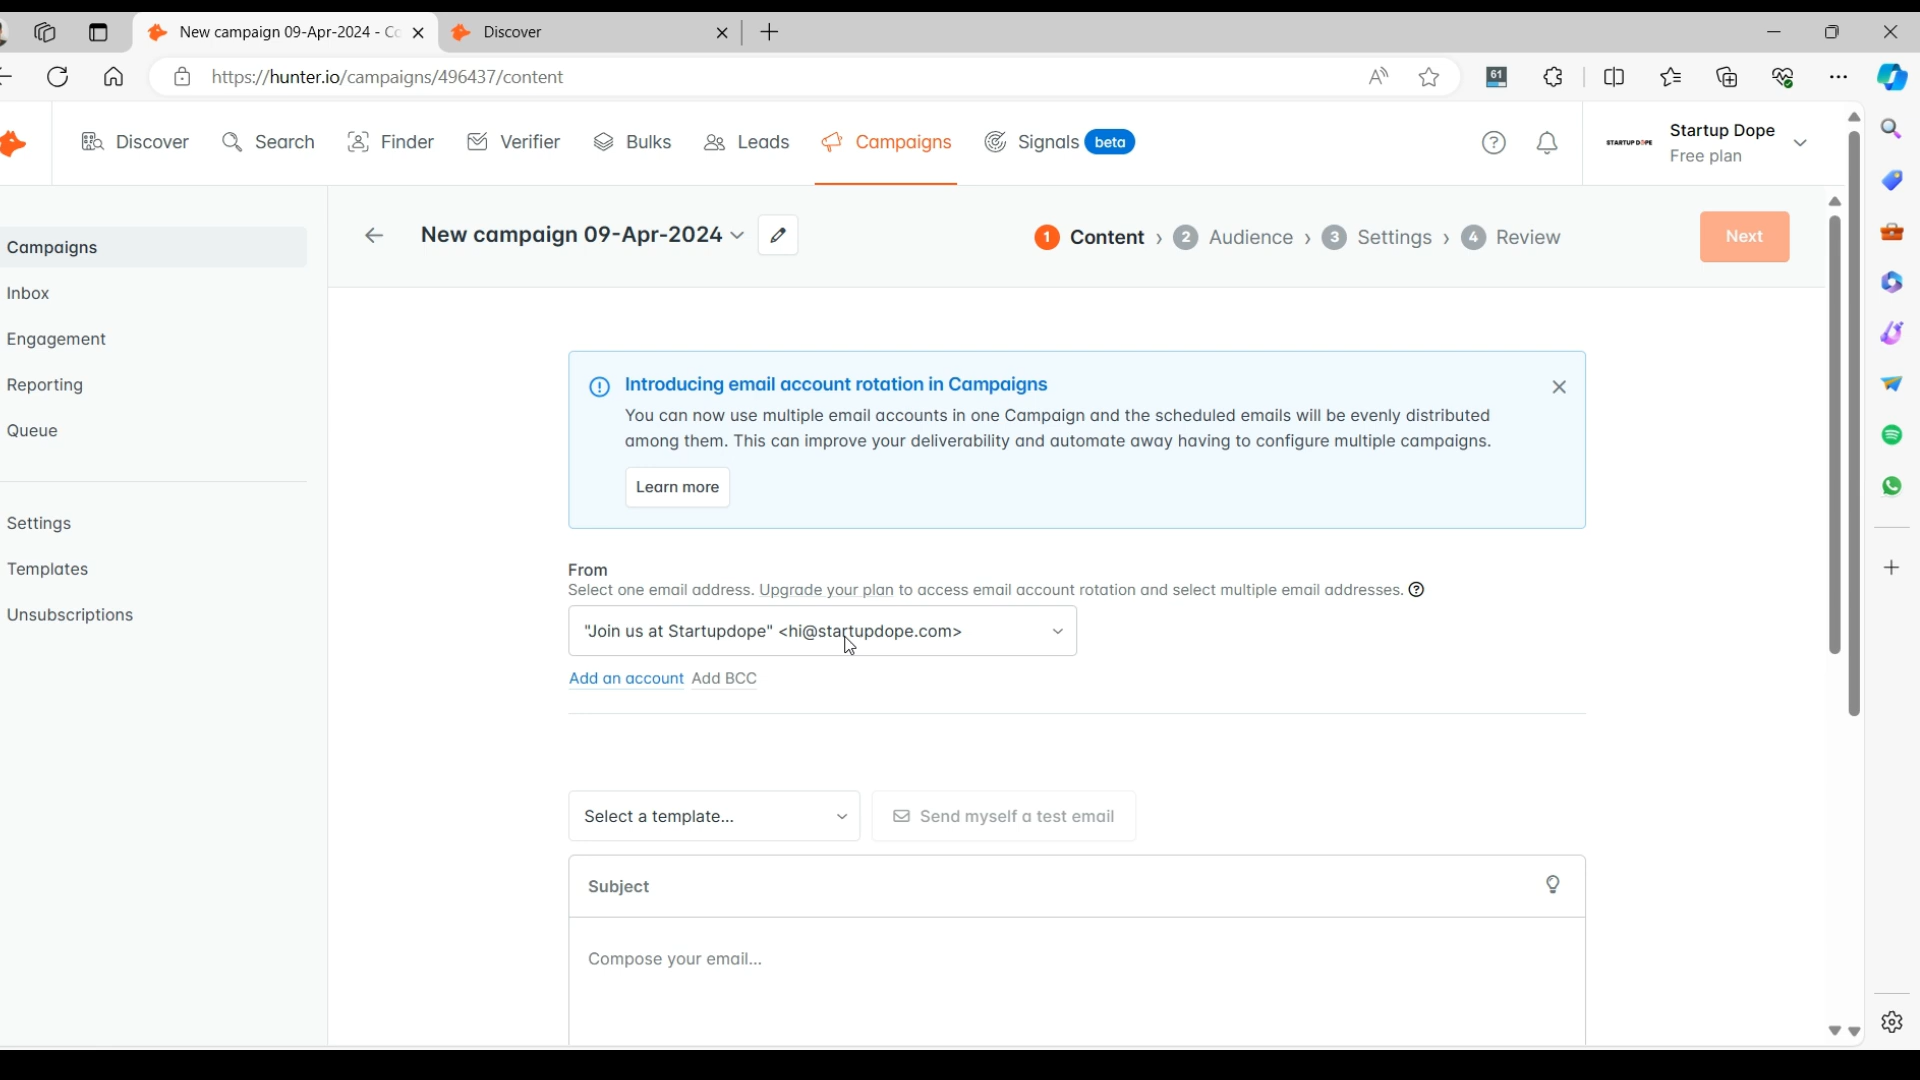 New campaign 09-Apr-2024 - Co
Discover
https://hunter.io/campaigns/496437/content
61
Discover
Search
Finder
Verifier
Bulks
Leads
Campaigns
Signals beta
STARTUP DOPE
Startup Dope
Free plan
Campaigns
Inbox
Engagement
Reporting
Queue
Settings
Templates
Unsubscriptions
New campaign 09-Apr-2024
1 Content › 2 Audience › 3 Settings › 4 Review
Next
Introducing email account rotation in Campaigns
You can now use multiple email accounts in one Campaign and the scheduled emails will be evenly distributed
among them. This can improve your deliverability and automate away having to configure multiple campaigns.
Learn more
From
Select one email address. Upgrade your plan to access email account rotation and select multiple email addresses.
"Join us at Startupdope" <hi@startupdope.com>
Add an account Add BCC
Select a template...
Send myself a test email
Subject
Compose your email...